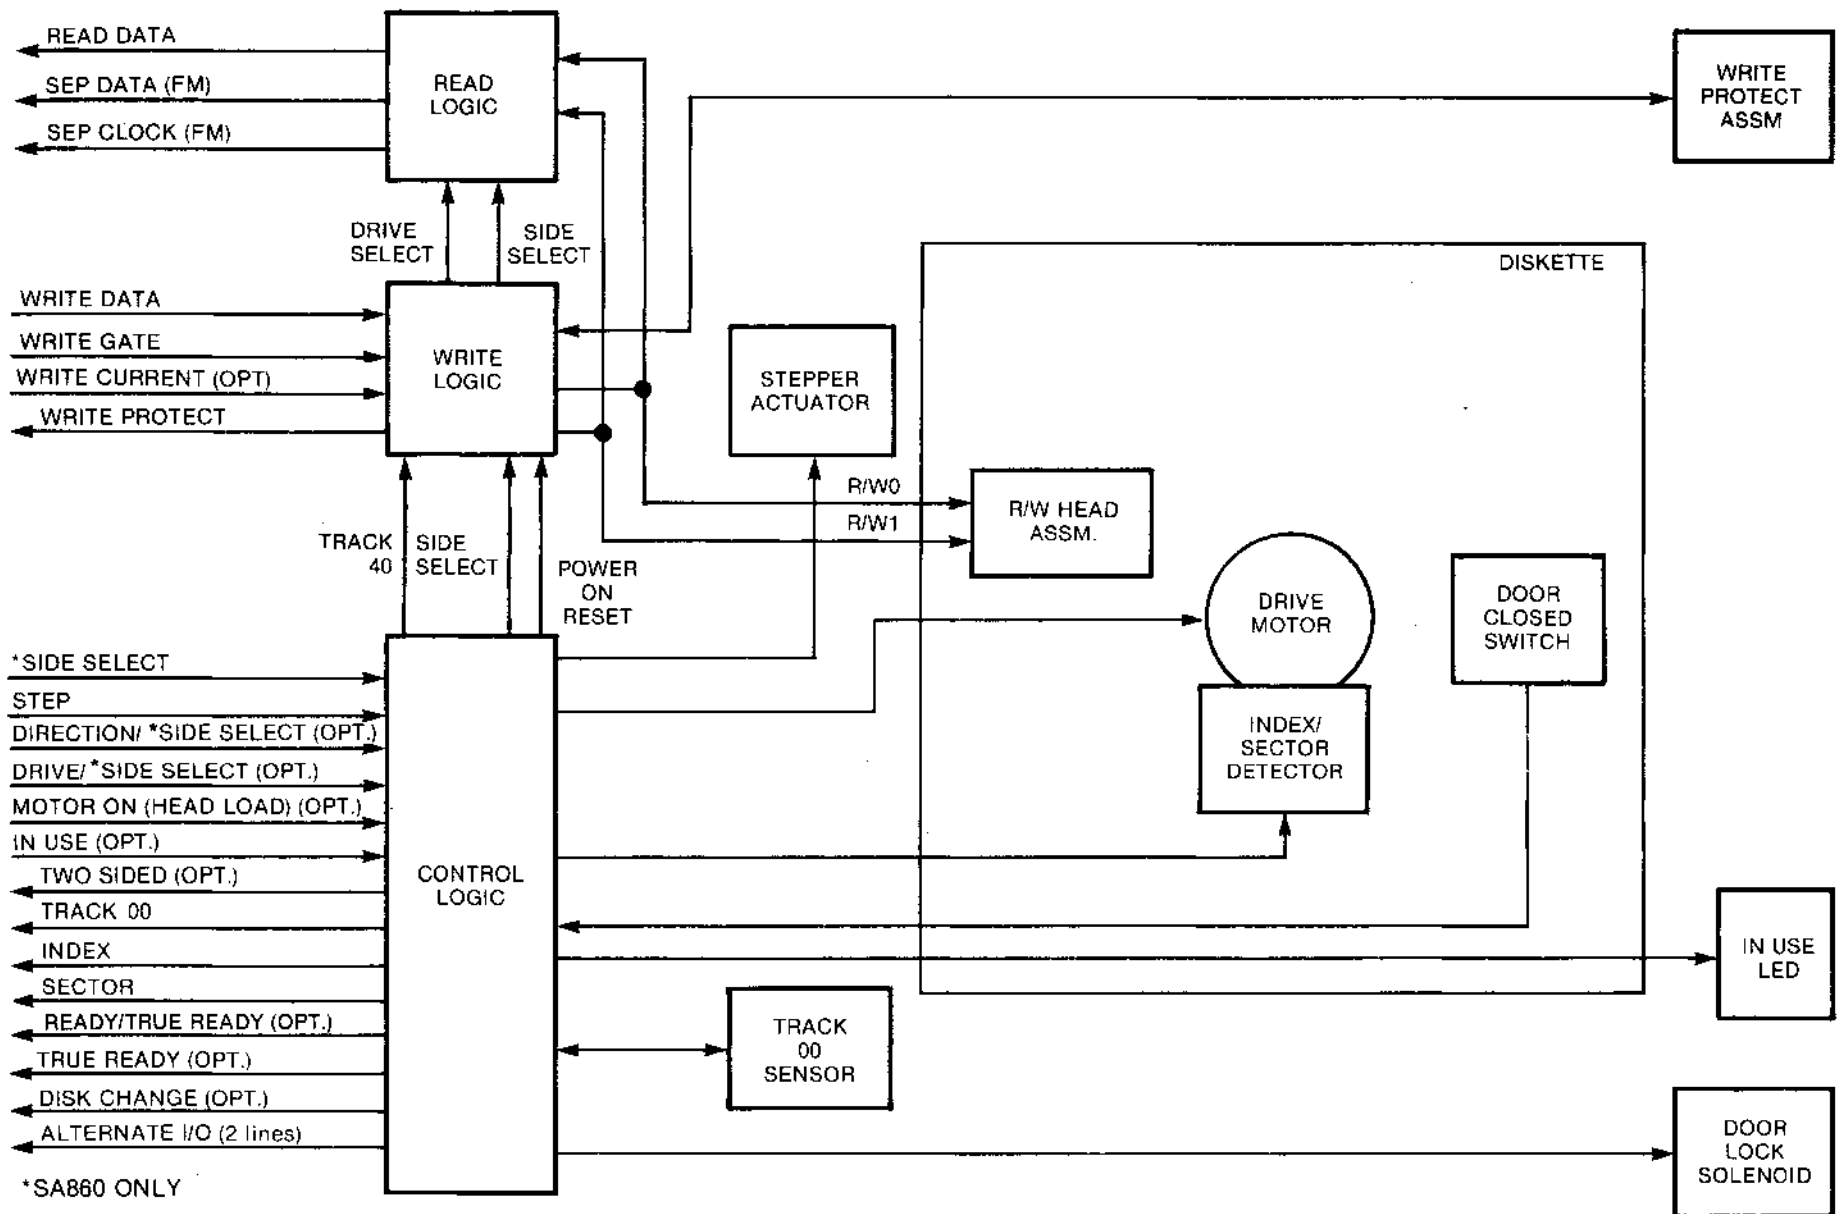 READ DATA
SEP DATA (FM)
SEP CLOCK (FM)
READ
LOGIC
WRITE
PROTECT
ASSM
DRIVE
SELECT
SIDE
SELECT
DISKETTE
WRITE DATA
WRITE GATE
WRITE CURRENT (OPT)
WRITE PROTECT
WRITE
LOGIC
STEPPER
ACTUATOR
R/W0
R/W1
R/W HEAD
ASSM.
TRACK
40
SIDE
SELECT
POWER
ON
RESET
DRIVE
MOTOR
DOOR
CLOSED
SWITCH
INDEX/
SECTOR
DETECTOR
*SIDE SELECT
STEP
DIRECTION/ *SIDE SELECT (OPT.)
DRIVE/*SIDE SELECT (OPT.)
MOTOR ON (HEAD LOAD) (OPT.)
IN USE (OPT.)
TWO SIDED (OPT.)
TRACK 00
INDEX
SECTOR
READY/TRUE READY (OPT.)
TRUE READY (OPT.)
DISK CHANGE (OPT.)
ALTERNATE I/O (2 lines)
CONTROL
LOGIC
IN USE
LED
TRACK
00
SENSOR
DOOR
LOCK
SOLENOID
*SA860 ONLY